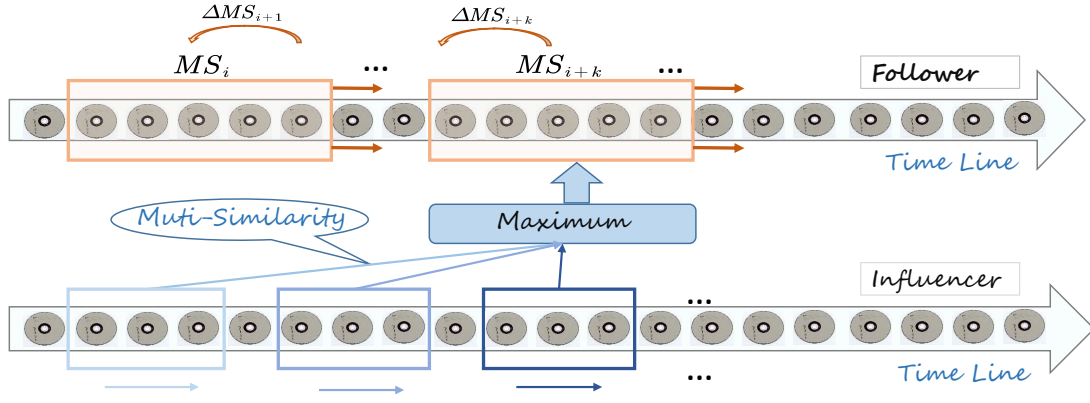 ΔMS_{i+1} ΔMS_{i+k}
MS_i ... MS_{i+k} ...
Follower
Time Line
Muti-Similarity
Maximum
Influencer
...
Time Line
...